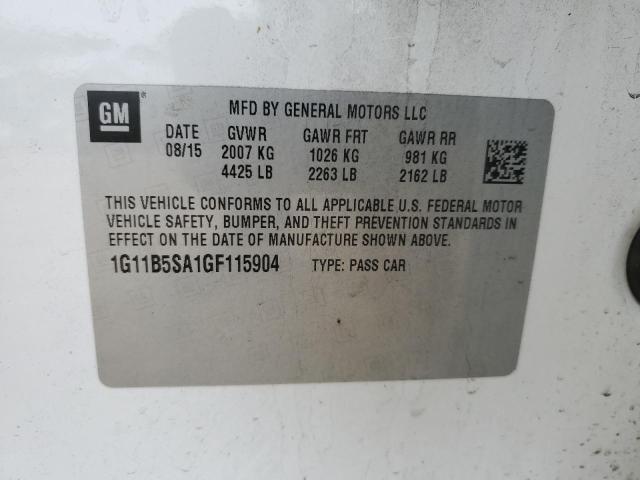 GM ®
MFD BY GENERAL MOTORS LLC
DATE GVWR GAWR FRT GAWR RR
08/15 2007 KG 1026 KG 981 KG
4425 LB 2263 LB 2162 LB
THIS VEHICLE CONFORMS TO ALL APPLICABLE U.S. FEDERAL MOTOR
VEHICLE SAFETY, BUMPER, AND THEFT PREVENTION STANDARDS IN
EFFECT ON THE DATE OF MANUFACTURE SHOWN ABOVE.
1G11B5SA1GF115904 TYPE: PASS CAR